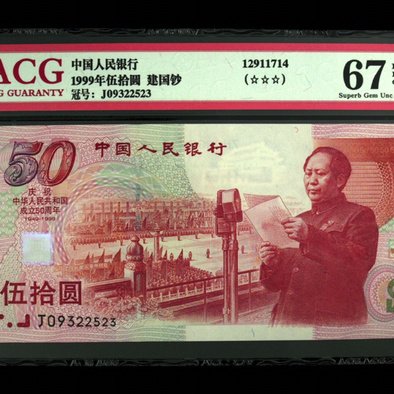 ACG
G GUARANTY
中国人民银行
1999年伍拾圆 建国钞
冠号: J09322523
12911714
(☆☆☆)
67
Superb Gem Unc
50
中国人民银行
庆祝
中华人民共和国
成立50周年
1949-1999
伍拾圆
J09322523